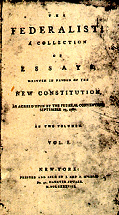 THE
FEDERALIST:
A COLLECTION
OF
ESSAYS,
WRITTEN IN FAVOUR OF THE
NEW CONSTITUTION,
AS AGREED UPON BY THE FEDERAL CONVENTION,
SEPTEMBER 17, 1787.
IN TWO VOLUMES.
VOL. I.
NEW-YORK:
PRINTED AND SOLD BY J. AND A. M'LEAN,
No. 41, HANOVER-SQUARE.
M,DCC,LXXXVIII.